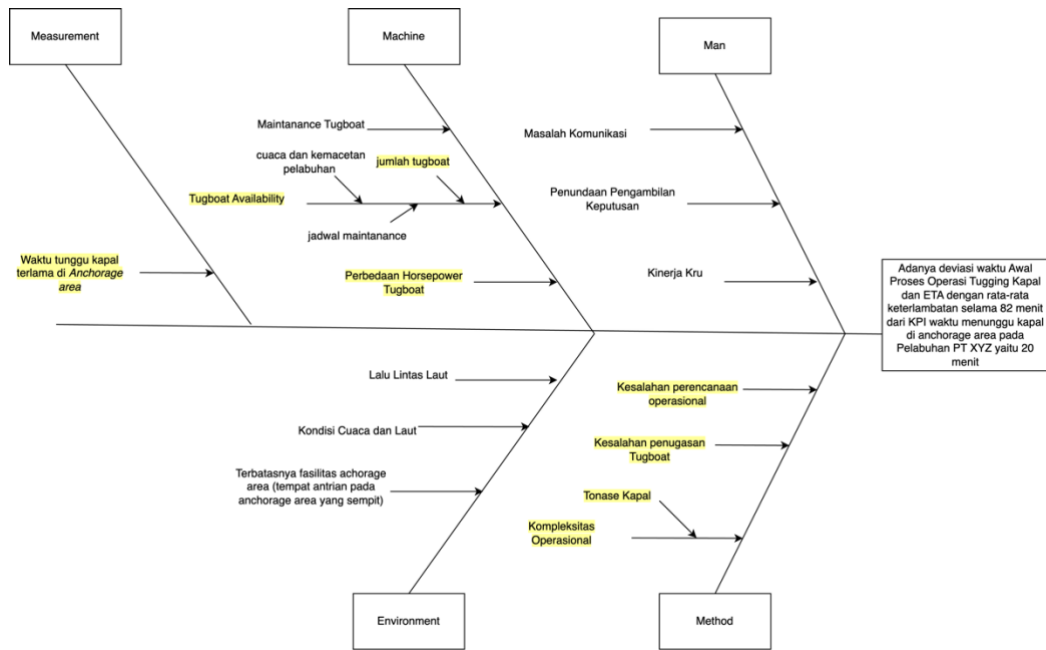 Measurement
Machine
Man
Maintanance Tugboat
cuaca dan kemacetan
pelabuhan
jumlah tugboat
Tugboat Availability
jadwal maintanance
Perbedaan Horsepower
Tugboat
Masalah Komunikasi
Penundaan Pengambilan
Keputusan
Kinerja Kru
Waktu tunggu kapal
terlama di Anchorage
area
Adanya deviasi waktu Awal
Proses Operasi Tugging Kapal
dan ETA dengan rata-rata
keterlambatan selama 82 menit
dari KPI waktu menunggu kapal
di anchorage area pada
Pelabuhan PT XYZ yaitu 20
menit
Lalu Lintas Laut
Kondisi Cuaca dan Laut
Terbatasnya fasilitas achorage
area (tempat antrian pada
anchorage area yang sempit)
Kesalahan perencanaan
operasional
Kesalahan penugasan
Tugboat
Tonase Kapal
Kompleksitas
Operasional
Environment
Method